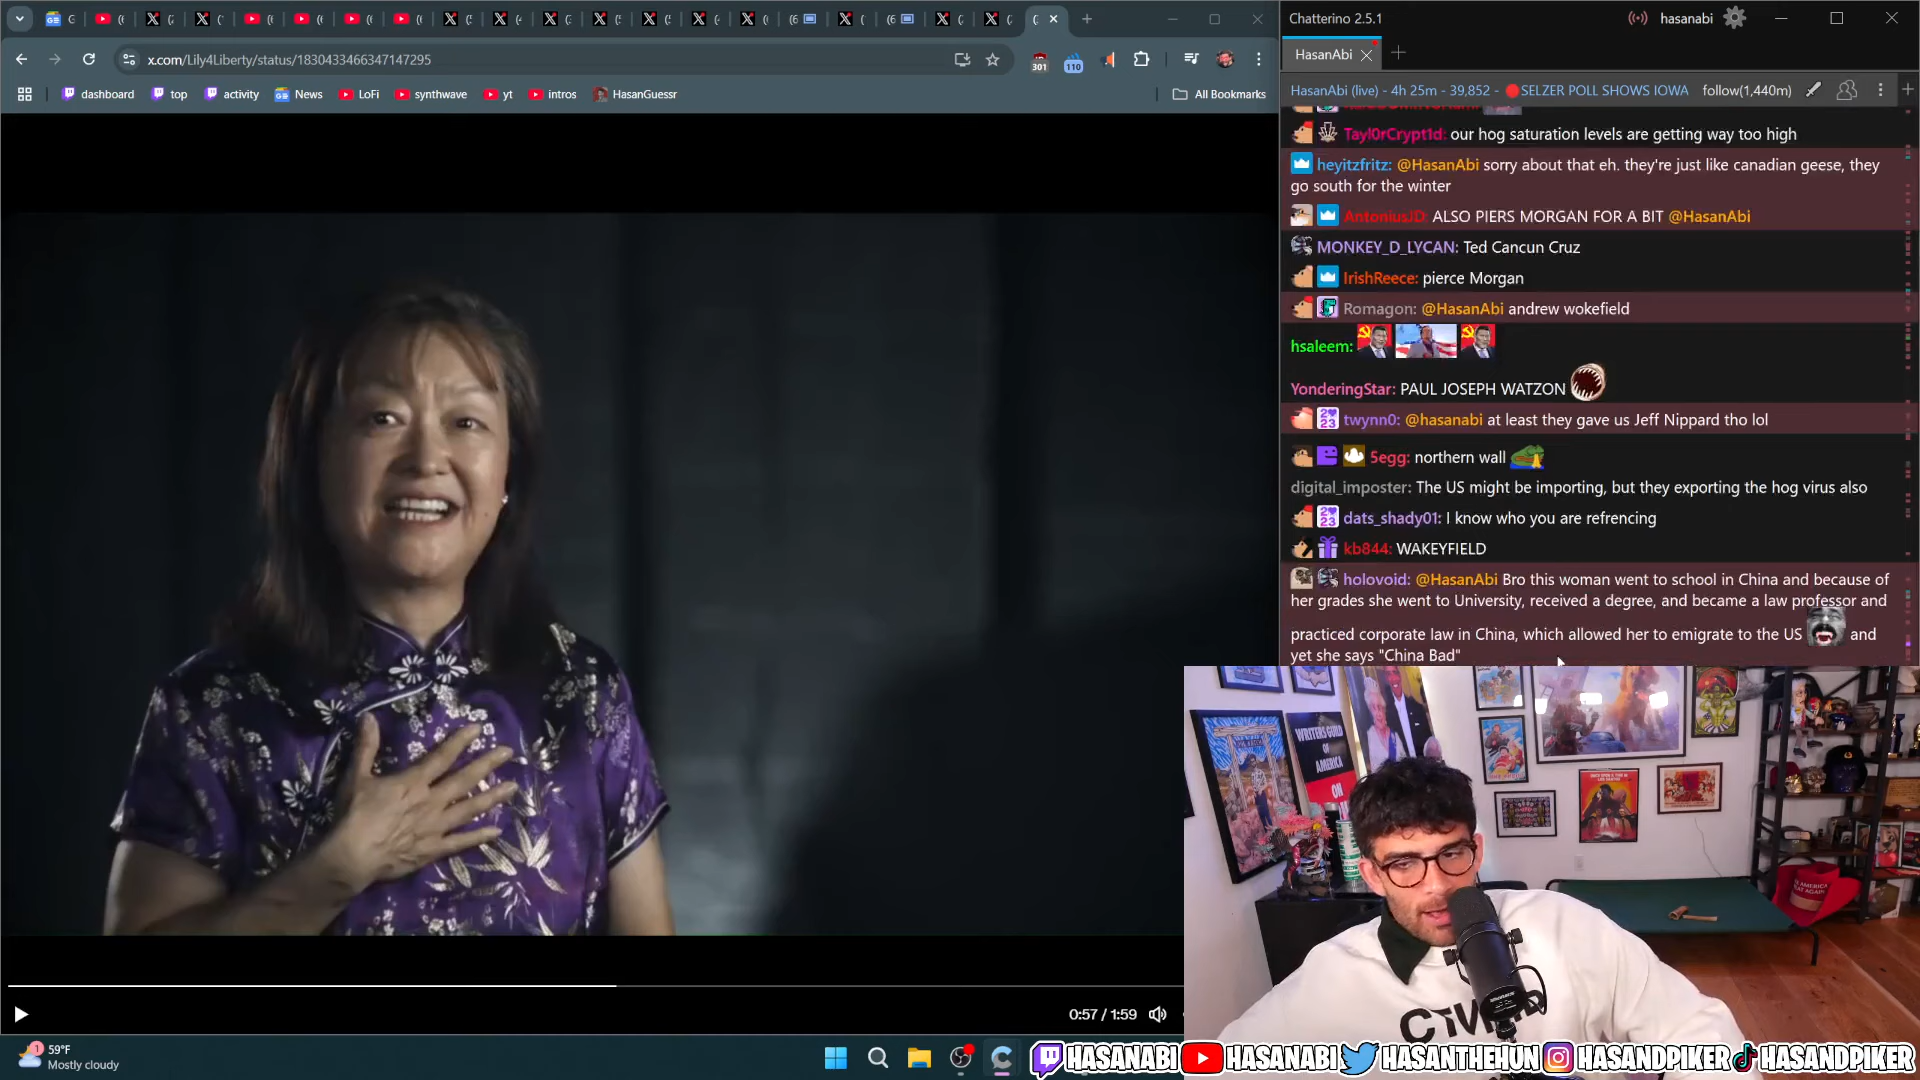 x.com/Lily4Liberty/status/1830433466347147295
301
110
dashboard
top
activity
News
LoFi
synthwave
yt
intros
HasanGuessr
All Bookmarks
0:57 / 1:59
1
59°F
Mostly cloudy
Chatterino 2.5.1
hasanabi
HasanAbi
HasanAbi (live) - 4h 25m - 39,852 - 🔴SELZER POLL SHOWS IOWA
follow(1,440m)
Tayl0rCrypt1d: our hog saturation levels are getting way too high
heyitzfritz: @HasanAbi sorry about that eh. they're just like canadian geese, they
go south for the winter
AntoniusJD: ALSO PIERS MORGAN FOR A BIT @HasanAbi
MONKEY_D_LYCAN: Ted Cancun Cruz
IrishReece: pierce Morgan
Romagon: @HasanAbi andrew wokefield
hsaleem:
YonderingStar: PAUL JOSEPH WATZON
twynn0: @hasanabi at least they gave us Jeff Nippard tho lol
5egg: northern wall
digital_imposter: The US might be importing, but they exporting the hog virus also
dats_shady01: I know who you are refrencing
kb844: WAKEYFIELD
holovoid: @HasanAbi Bro this woman went to school in China and because of
her grades she went to University, received a degree, and became a law professor and
practiced corporate law in China, which allowed her to emigrate to the US and
yet she says "China Bad"
WRITERS GUILD
OF
AMERICA
ON
HASANABI
HASANABI
HASANTHEHUN
HASANDPIKER
HASANDPIKER